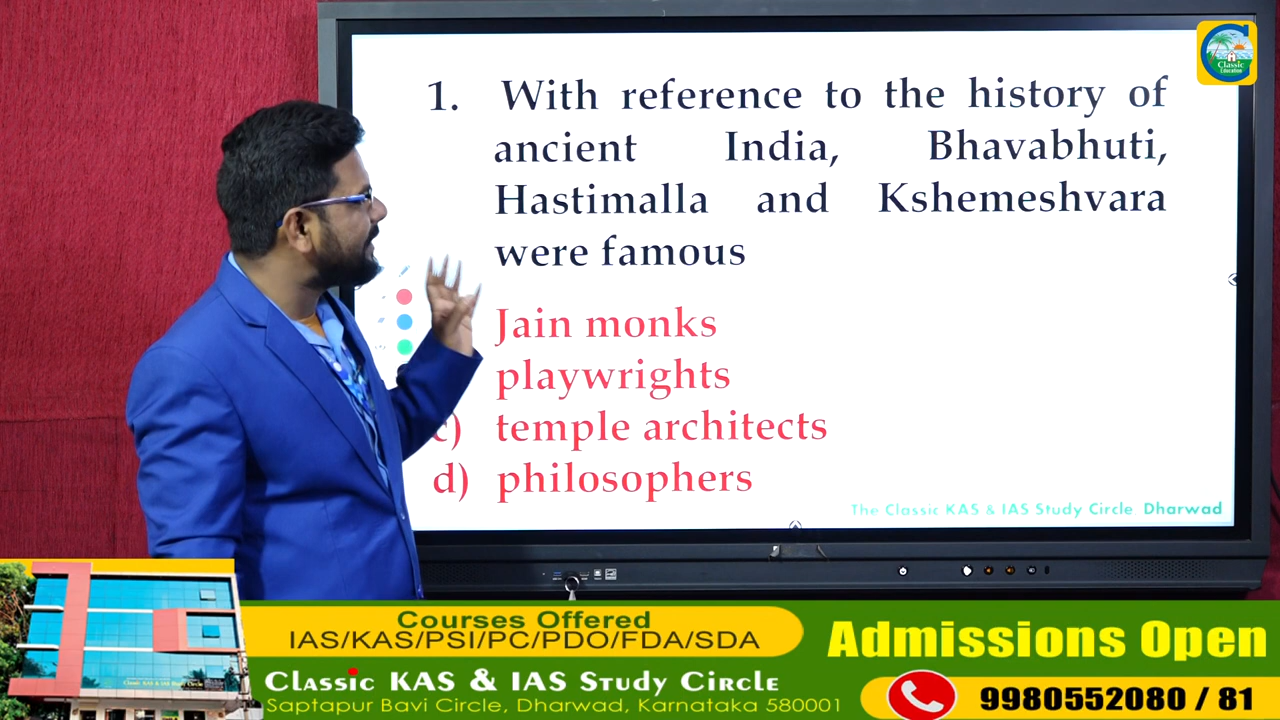 Classic
Education
1. With reference to the history of
ancient India, Bhavabhuti,
Hastimalla and Kshemeshvara
were famous
Jain monks
playwrights
c) temple architects
d) philosophers
The Classic KAS & IAS Study Circle, Dharwad
Courses Offered
IAS/KAS/PSI/PC/PDO/FDA/SDA
Classic KAS & IAS Study Circle
Saptapur Bavi Circle, Dharwad, Karnataka 580001
Admissions Open
9980552080 / 81